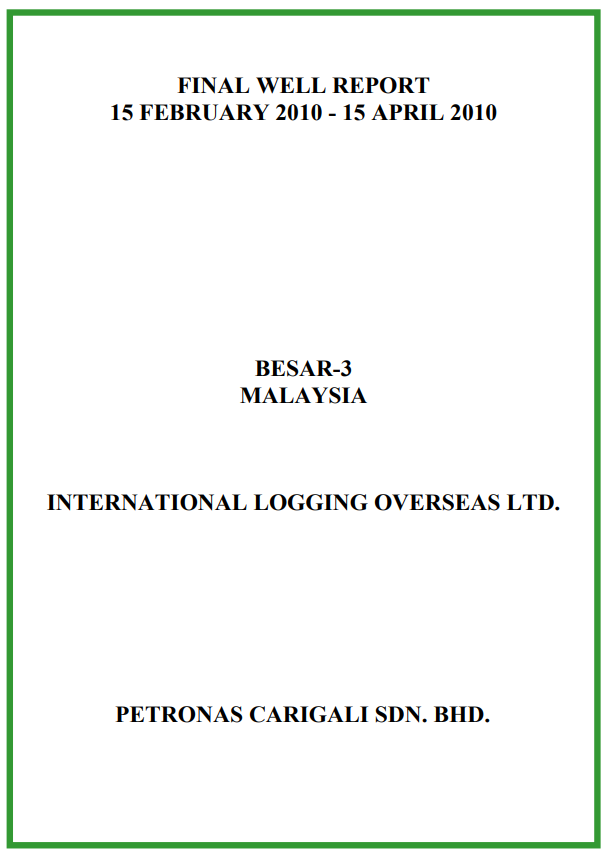 FINAL WELL REPORT
15 FEBRUARY 2010 - 15 APRIL 2010
BESAR-3
MALAYSIA
INTERNATIONAL LOGGING OVERSEAS LTD.
PETRONAS CARIGALI SDN. BHD.